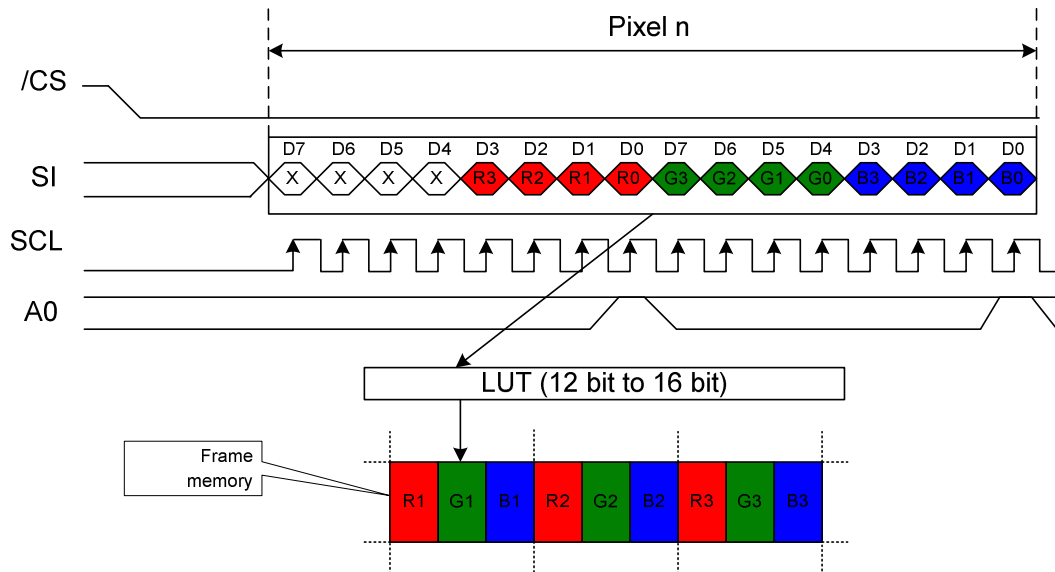 Pixel n
/CS
D7 D6 D5 D4 D3 D2 D1 D0 D7 D6 D5 D4 D3 D2 D1 D0
SI X X X X R3 R2 R1 R0 G3 G2 G1 G0 B3 B2 B1 B0
SCL
A0
LUT (12 bit to 16 bit)
Frame
memory
R1 G1 B1 R2 G2 B2 R3 G3 B3